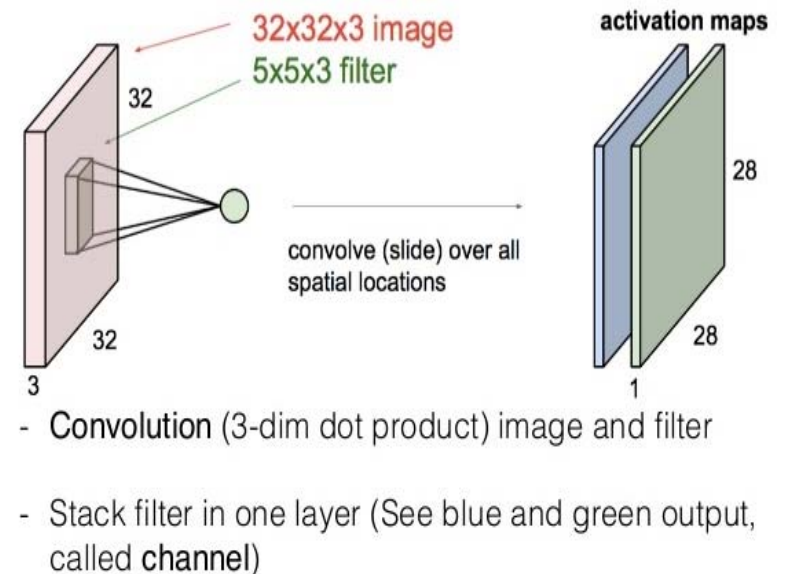 32x32x3 image
5x5x3 filter
activation maps
32
28
convolve (slide) over all
spatial locations
32
28
3
1
- Convolution (3-dim dot product) image and filter
- Stack filter in one layer (See blue and green output,
called channel)